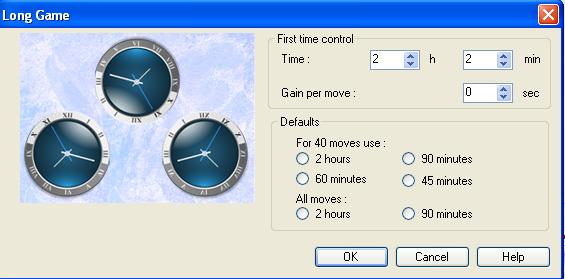 Long Game
First time control
Time : 2 h 2 min
Gain per move : 0 sec
Defaults
For 40 moves use :
2 hours 90 minutes
60 minutes 45 minutes
All moves :
2 hours 90 minutes
OK Cancel Help